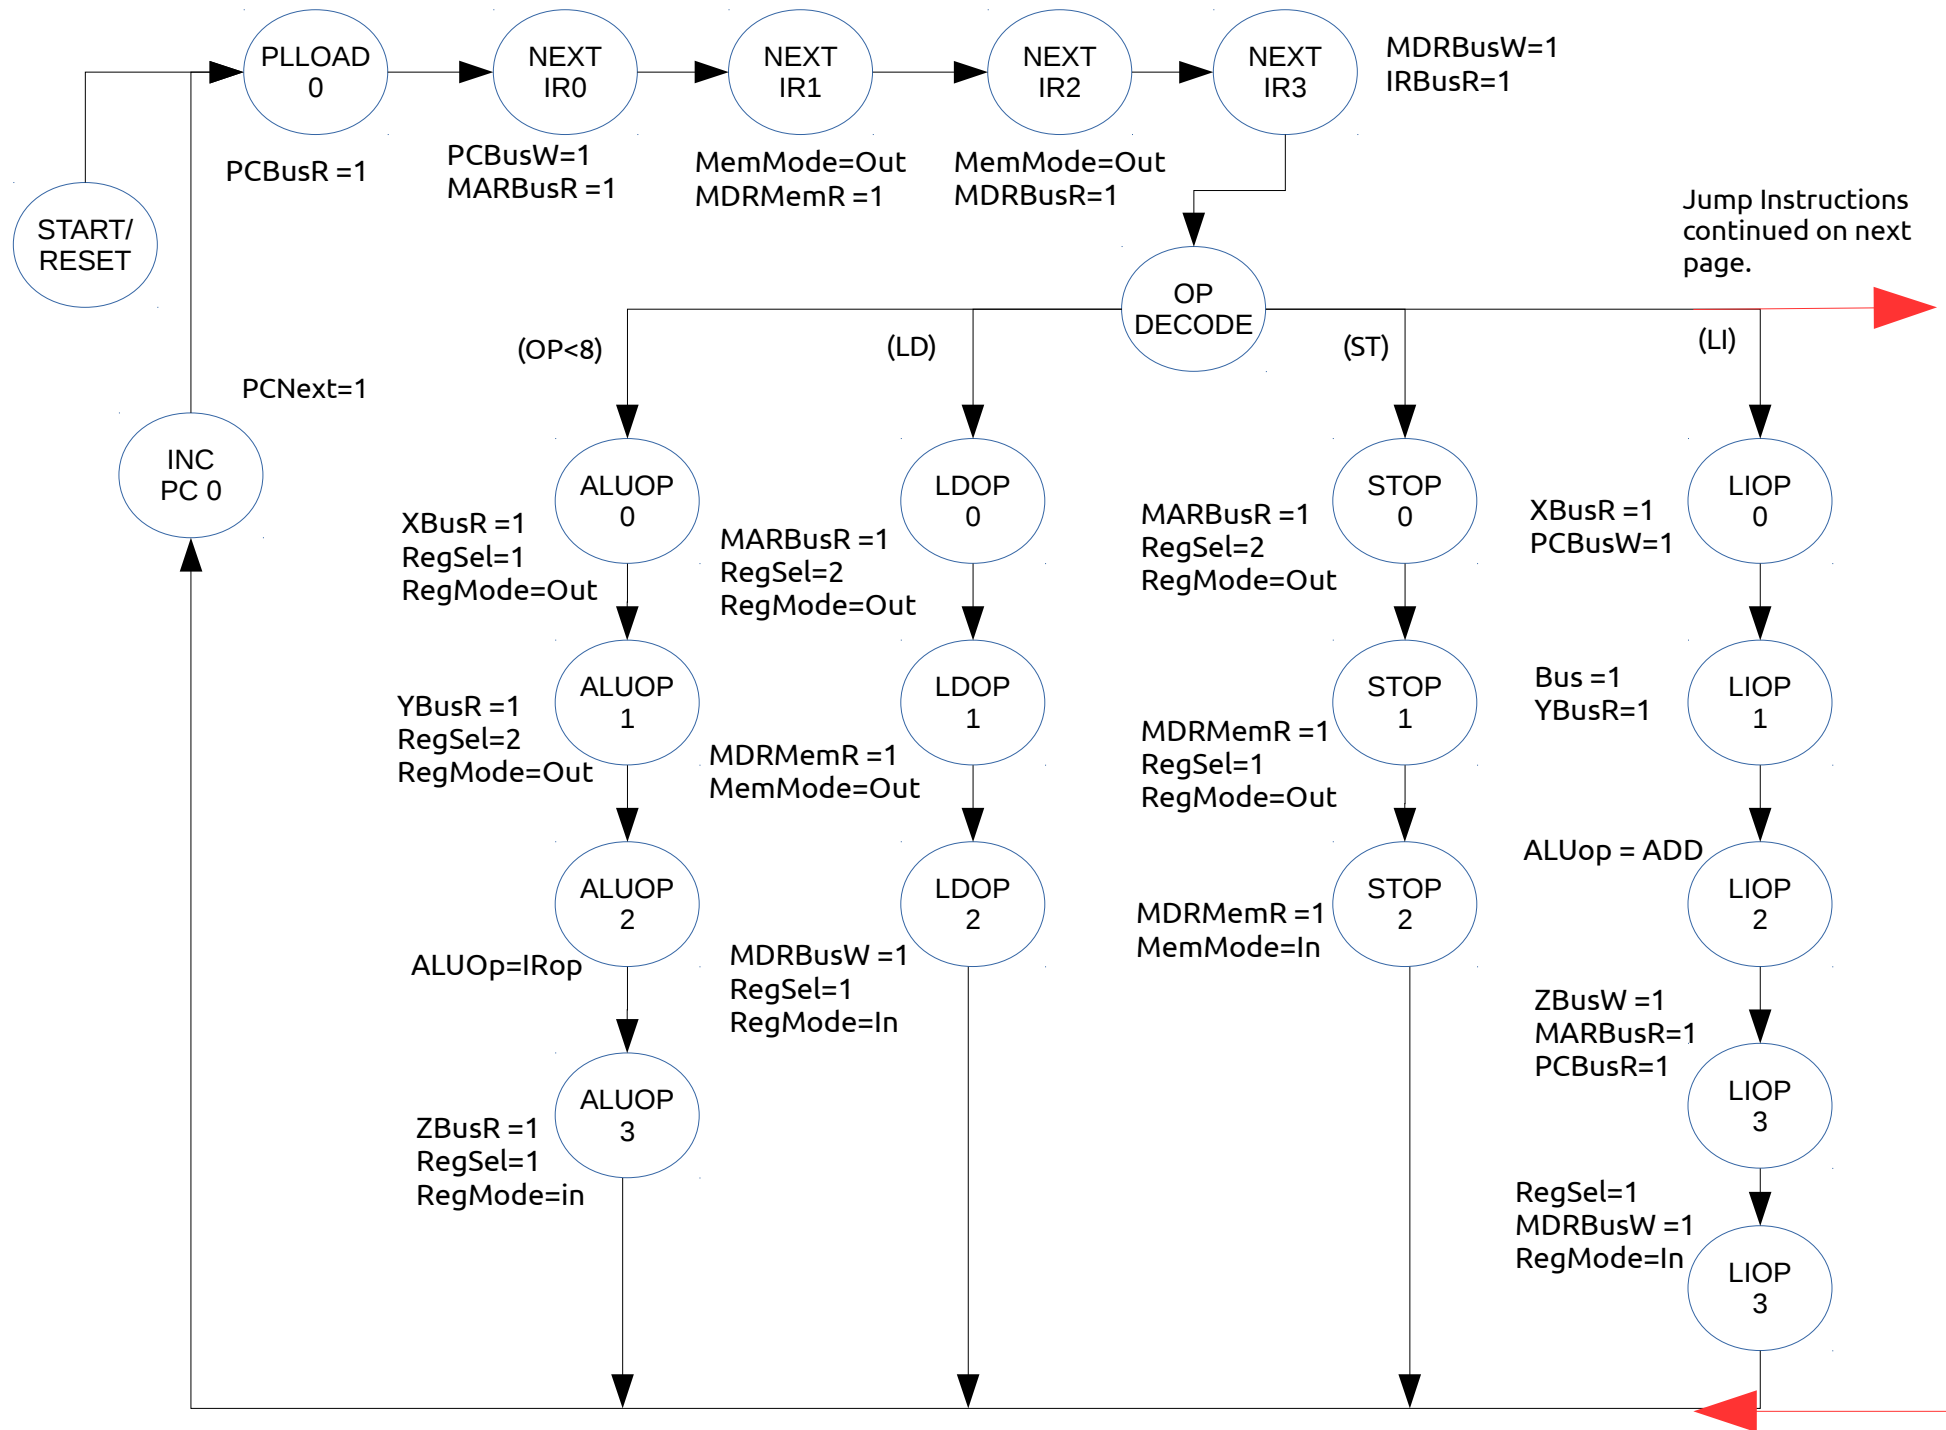 PLLOAD
0
NEXT
IR0
NEXT
IR1
NEXT
IR2
NEXT
IR3
MDRBusW=1
IRBusR=1
PCBusR =1
PCBusW=1
MARBusR =1
MemMode=Out
MDRMemR =1
MemMode=Out
MDRBusR=1
START/
RESET
Jump Instructions
continued on next
page.
OP
DECODE
(OP<8)
(LD)
(ST)
(LI)
PCNext=1
INC
PC 0
ALUOP
0
XBusR =1
RegSel=1
RegMode=Out
LDOP
0
MARBusR =1
RegSel=2
RegMode=Out
STOP
0
MARBusR =1
RegSel=2
RegMode=Out
LIOP
0
XBusR =1
PCBusW=1
ALUOP
1
YBusR =1
RegSel=2
RegMode=Out
LDOP
1
MDRMemR =1
MemMode=Out
STOP
1
MDRMemR =1
RegSel=1
RegMode=Out
LIOP
1
Bus =1
YBusR=1
ALUOP
2
ALUOp=IRop
LDOP
2
MDRBusW =1
RegSel=1
RegMode=In
STOP
2
MDRMemR =1
MemMode=In
ALUop = ADD
LIOP
2
ALUOP
3
ZBusR =1
RegSel=1
RegMode=in
ZBusW =1
MARBusR=1
PCBusR=1
LIOP
3
RegSel=1
MDRBusW =1
RegMode=In
LIOP
3